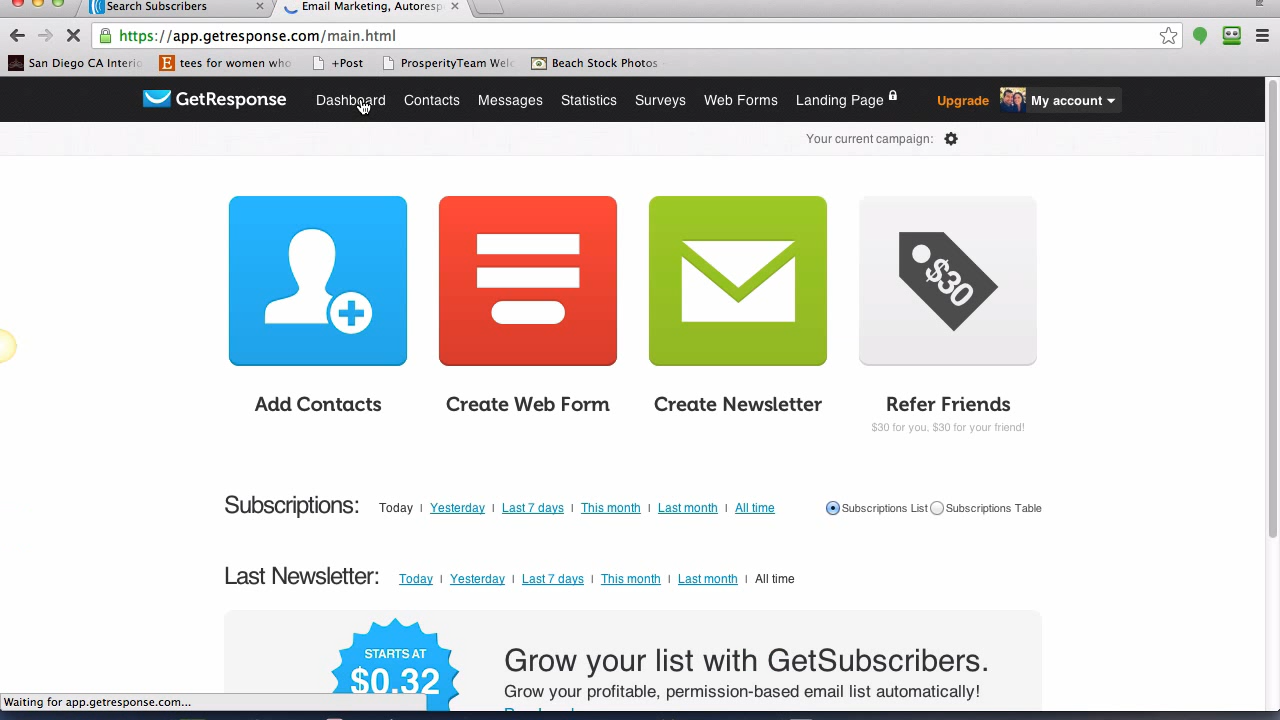 Search Subscribers
Email Marketing, Autoresp
https://app.getresponse.com/main.html
San Diego CA Interio
tees for women who
+Post
ProsperityTeam Welc
Beach Stock Photos
GetResponse
Dashboard
Contacts
Messages
Statistics
Surveys
Web Forms
Landing Page
Upgrade
My account
Your current campaign:
$30
Add Contacts
Create Web Form
Create Newsletter
Refer Friends
$30 for you, $30 for your friend!
Subscriptions: Today | Yesterday | Last 7 days | This month | Last month | All time
Subscriptions List
Subscriptions Table
Last Newsletter: Today | Yesterday | Last 7 days | This month | Last month | All time
STARTS AT
$0.32
Grow your list with GetSubscribers.
Grow your profitable, permission-based email list automatically!
Waiting for app.getresponse.com...